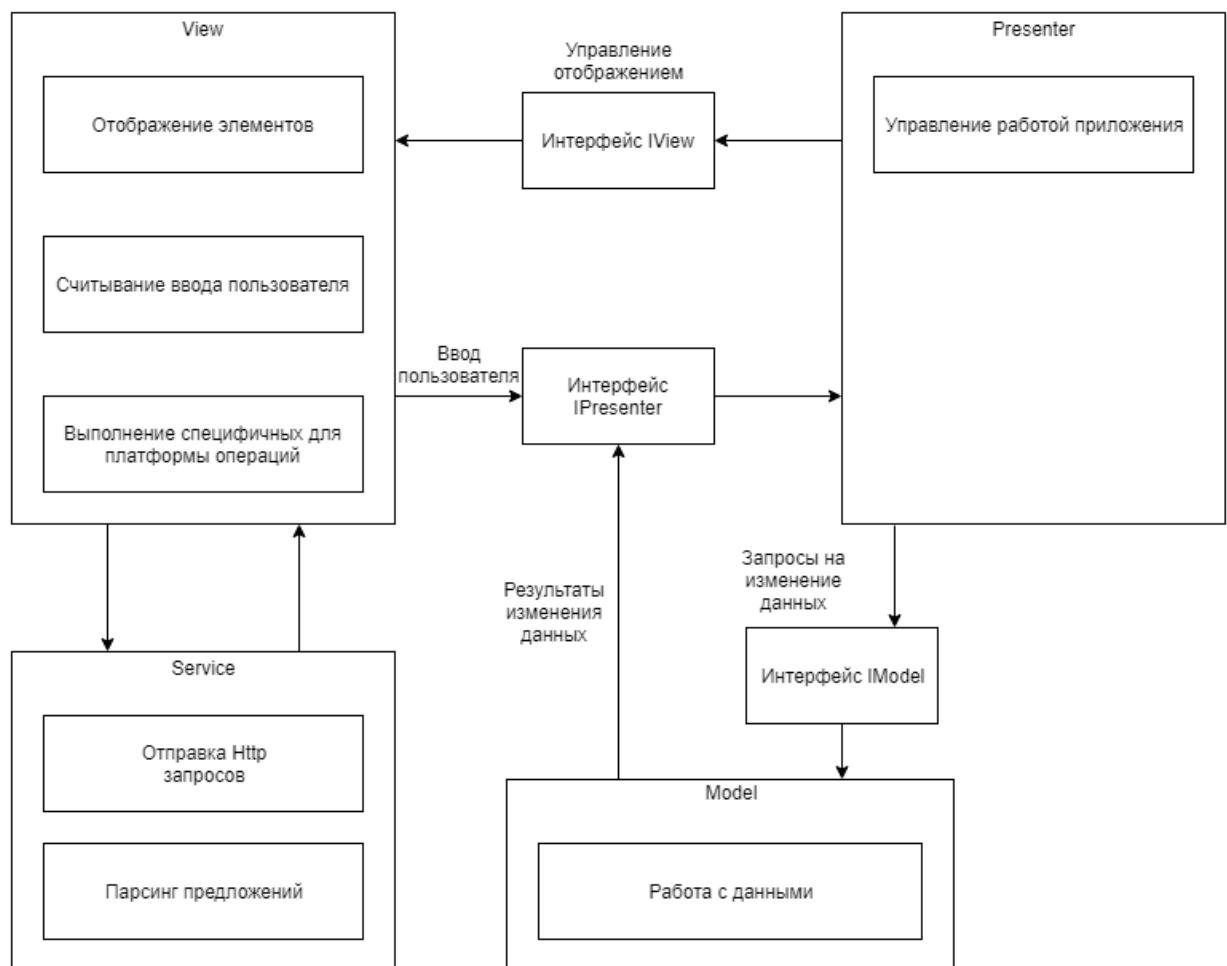 View
Отображение элементов
Считывание ввода пользователя
Выполнение специфичных для
платформы операций
Управление
отображением
Интерфейс IView
Presenter
Управление работой приложения
Ввод
пользователя
Интерфейс
IPresenter
Результаты
изменения
данных
Запросы на
изменение
данных
Интерфейс IModel
Service
Отправка Http
запросов
Парсинг предложений
Model
Работа с данными